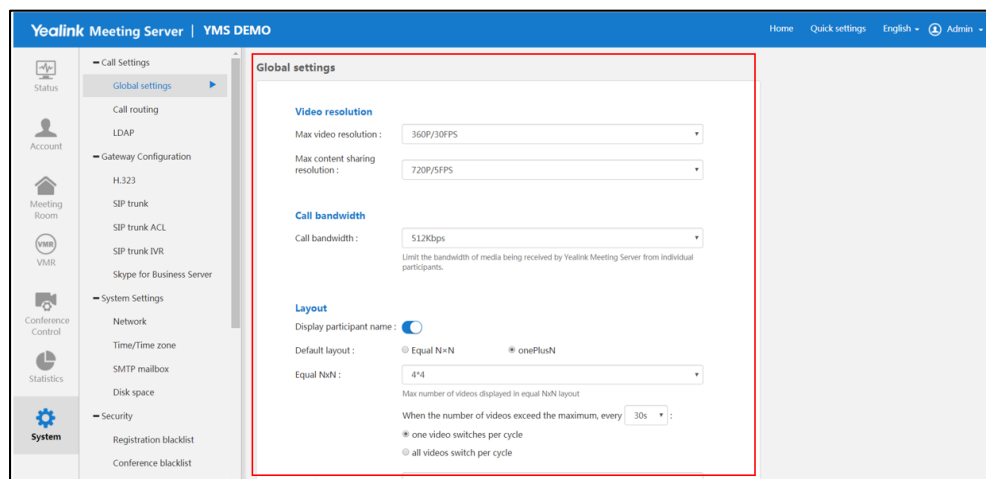 Yealink Meeting Server | YMS DEMO
Home Quick settings English Admin
Status
Account
Meeting
Room
VMR
VMR
Conference
Control
Statistics
System
Call Settings
Global settings
Call routing
LDAP
Gateway Configuration
H.323
SIP trunk
SIP trunk ACL
SIP trunk IVR
Skype for Business Server
System Settings
Network
Time/Time zone
SMTP mailbox
Disk space
Security
Registration blacklist
Conference blacklist
Global settings
Video resolution
Max video resolution : 360P/30FPS
Max content sharing
resolution : 720P/5FPS
Call bandwidth
Call bandwidth : 512Kbps
Limit the bandwidth of media being received by Yealink Meeting Server from individual
participants.
Layout
Display participant name :
Default layout : Equal N×N onePlusN
Equal N×N : 4*4
Max number of videos displayed in equal NxN layout
When the number of videos exceed the maximum, every 30s :
one video switches per cycle
all videos switch per cycle